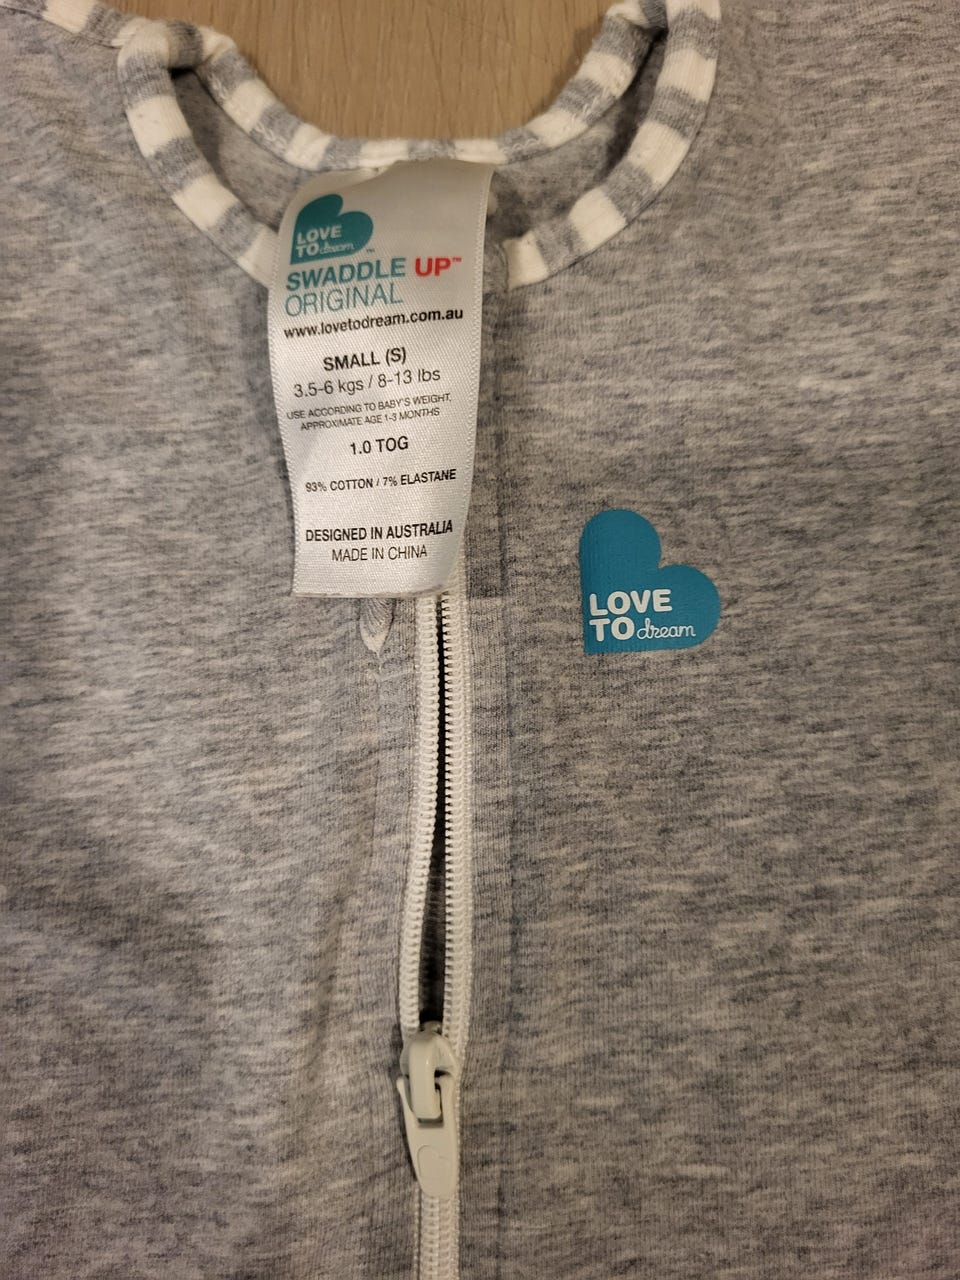 LOVE
TO dream ™
SWADDLE UP™
ORIGINAL
www.lovetodream.com.au
SMALL (S)
3.5-6 kgs / 8-13 lbs
USE ACCORDING TO BABY'S WEIGHT.
APPROXIMATE AGE 1-3 MONTHS
1.0 TOG
93% COTTON / 7% ELASTANE
DESIGNED IN AUSTRALIA
MADE IN CHINA
LOVE
TO dream